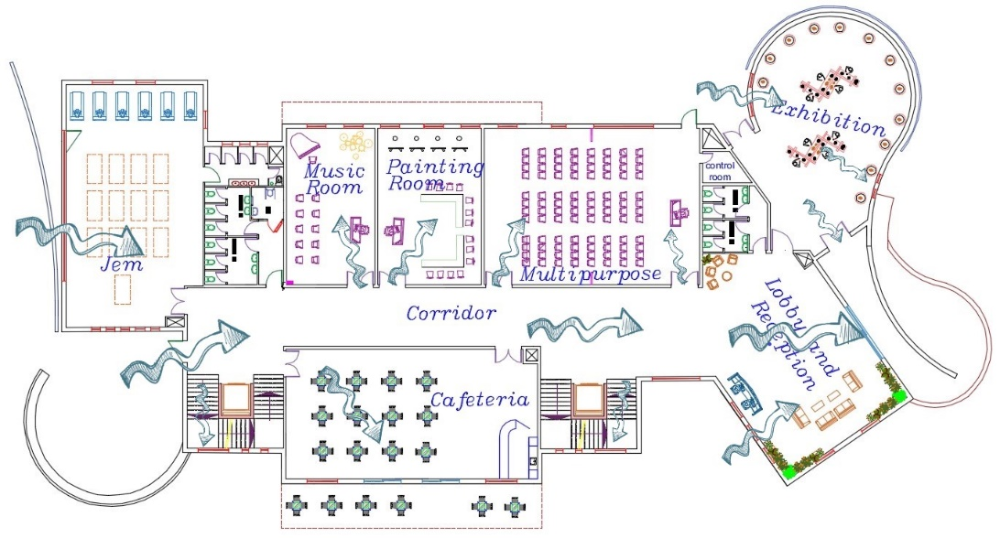 Exhibition
control
room
Music
Room
Painting
Room
Jem
Multipurpose
Corridor
Lobby and
Reception
Cafeteria